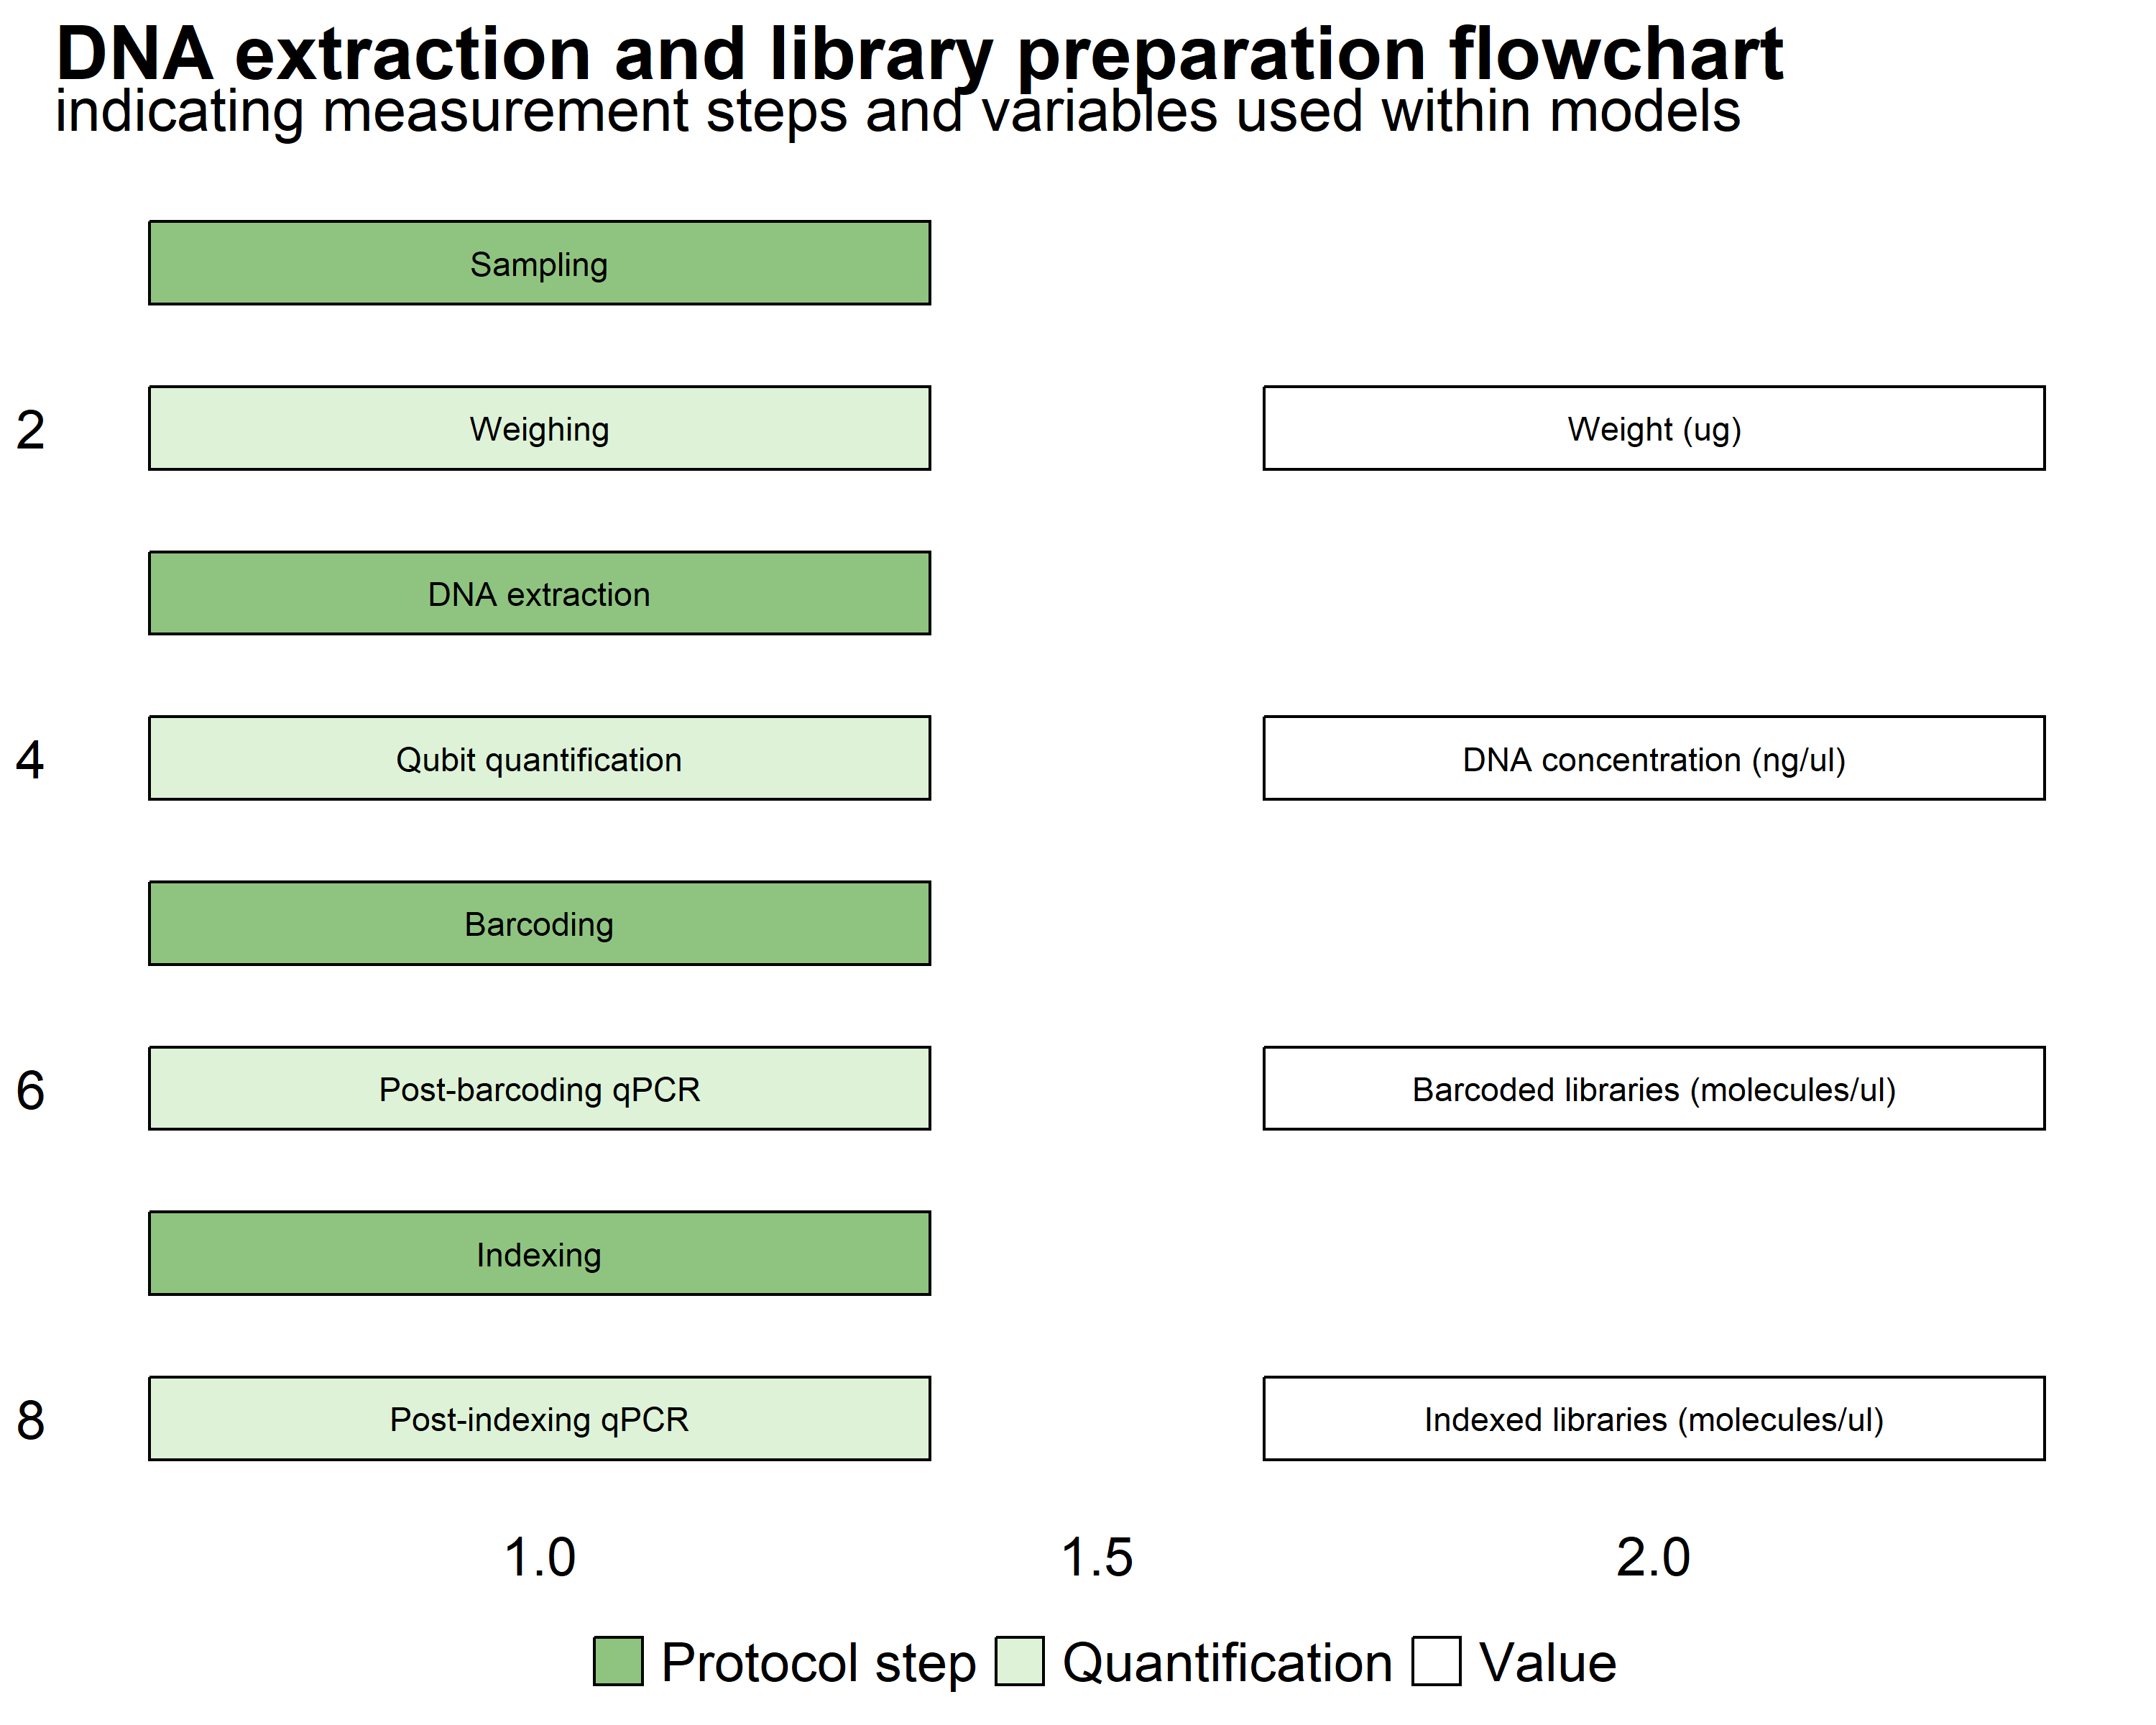 DNA extraction and library preparation flowchart
indicating measurement steps and variables used within models
Sampling
2
Weighing
Weight (ug)
DNA extraction
4
Qubit quantification
DNA concentration (ng/ul)
Barcoding
6
Post-barcoding qPCR
Barcoded libraries (molecules/ul)
Indexing
8
Post-indexing qPCR
Indexed libraries (molecules/ul)
1.0
1.5
2.0
Protocol step
Quantification
Value